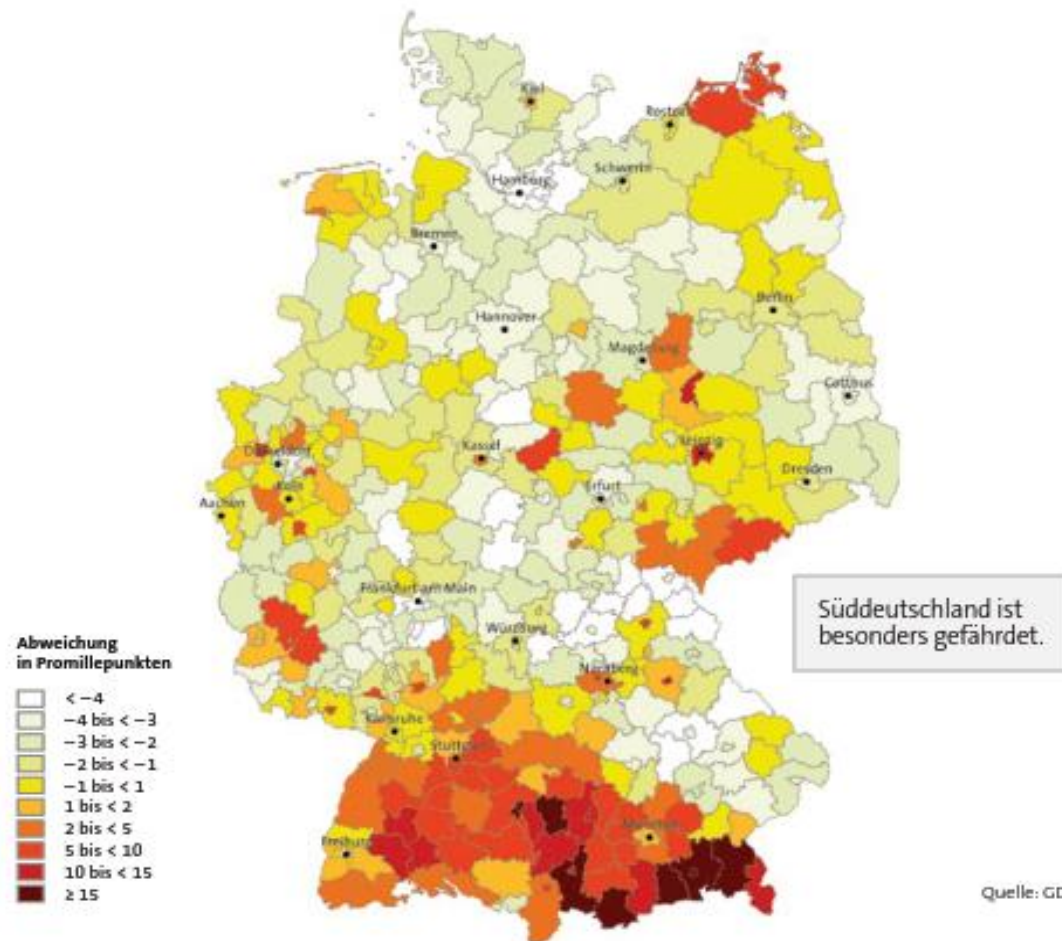 Kiel
Rostock
Schwerin
Hamburg
Bremen
Berlin
Hannover
Magdeburg
Cottbus
Düsseldorf
Kassel
Leipzig
Dresden
Köln
Erfurt
Aachen
Frankfurt am Main
Würzburg
Nürnberg
Karlsruhe
Stuttgart
München
Freiburg
Süddeutschland ist
besonders gefährdet.
Abweichung
in Promillepunkten
< −4
−4 bis < −3
−3 bis < −2
−2 bis < −1
−1 bis < 1
1 bis < 2
2 bis < 5
5 bis < 10
10 bis < 15
≥ 15
Quelle: GD